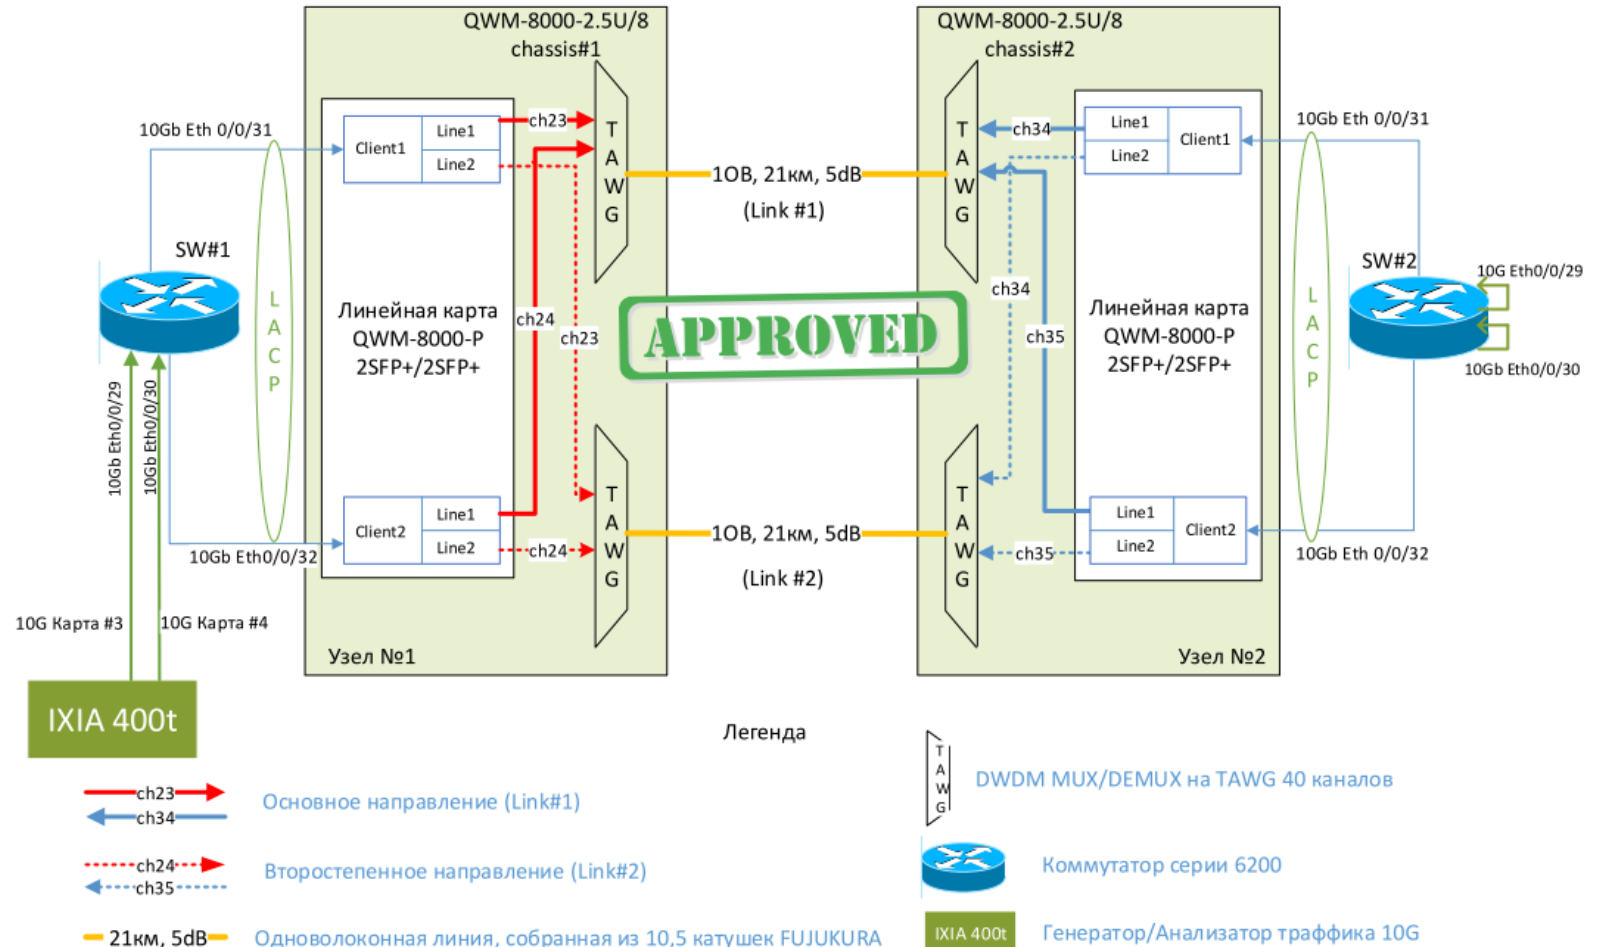 QWM-8000-2.5U/8
chassis#1
QWM-8000-2.5U/8
chassis#2
10Gb Eth 0/0/31
Client1
Line1
Line2
ch23
TAWG
1ОВ, 21км, 5dB
(Link #1)
TAWG
ch34
Line1
Line2
Client1
10Gb Eth 0/0/31
SW#1
LACP
Линейная карта
QWM-8000-P
2SFP+/2SFP+
ch24
ch23
APPROVED
ch34
ch35
Линейная карта
QWM-8000-P
2SFP+/2SFP+
LACP
SW#2
10G Eth0/0/29
10Gb Eth0/0/30
10Gb Eth0/0/29
10Gb Eth0/0/30
Client2
Line1
Line2
ch24
TAWG
1ОВ, 21км, 5dB
(Link #2)
TAWG
ch35
Line1
Line2
Client2
10Gb Eth0/0/32
10Gb Eth 0/0/32
10G Карта #3
10G Карта #4
Узел №1
Узел №2
IXIA 400t
Легенда
ch23
ch34
Основное направление (Link#1)
ch24
ch35
Второстепенное направление (Link#2)
21км, 5dB
Одноволоконная линия, собранная из 10,5 катушек FUJUKURA
TAWG
DWDM MUX/DEMUX на TAWG 40 каналов
Коммутатор серии 6200
IXIA 400t
Генератор/Анализатор траффика 10G